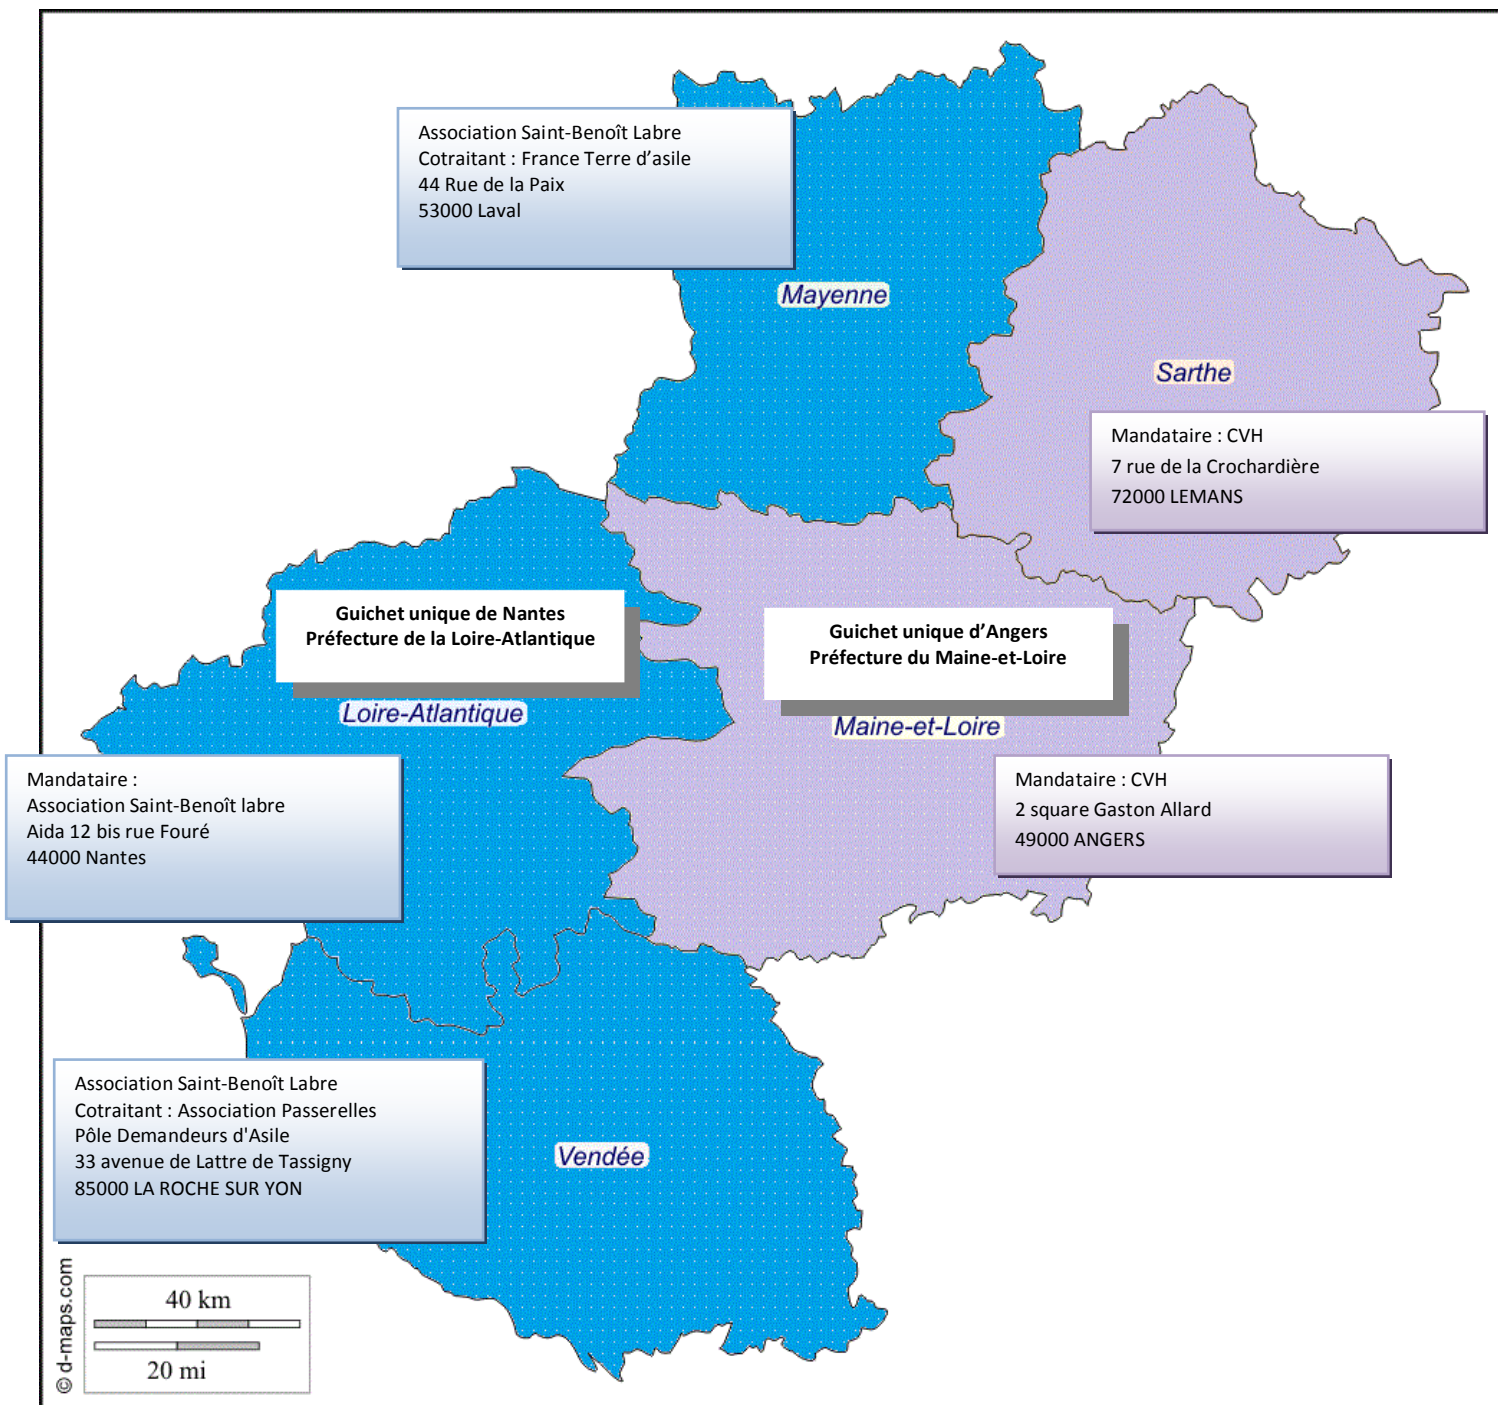 Association Saint-Benoît Labre
Cotraitant : France Terre d’asile
44 Rue de la Paix
53000 Laval
Mayenne
Sarthe
Mandataire : CVH
7 rue de la Crochardière
72000 LEMANS
Guichet unique de Nantes
Préfecture de la Loire-Atlantique
Guichet unique d’Angers
Préfecture du Maine-et-Loire
Loire-Atlantique
Maine-et-Loire
Mandataire :
Association Saint-Benoît labre
Aida 12 bis rue Fouré
44000 Nantes
Mandataire : CVH
2 square Gaston Allard
49000 ANGERS
Association Saint-Benoît Labre
Cotraitant : Association Passerelles
Pôle Demandeurs d'Asile
33 avenue de Lattre de Tassigny
85000 LA ROCHE SUR YON
Vendée
40 km
20 mi
© d-maps.com